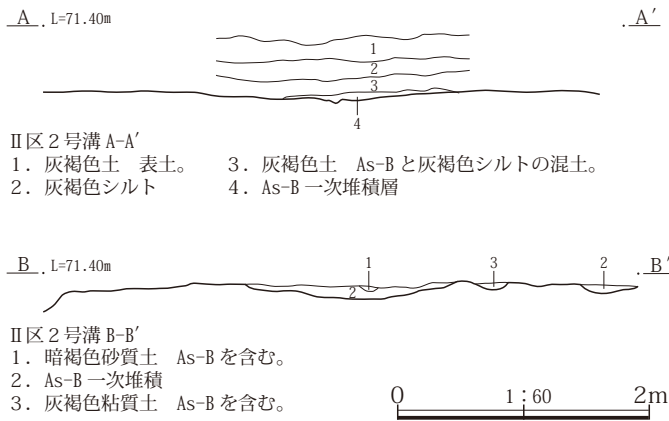 A . L=71.40m . A′
1
2
3
4
Ⅱ区２号溝 A-A′
１．灰褐色土 表土。 ３．灰褐色土 As-B と灰褐色シルトの混土。
２．灰褐色シルト ４．As-B 一次堆積層
B . L=71.40m . B′
1 3 2
2
Ⅱ区２号溝 B-B′
１．暗褐色砂質土 As-B を含む。
２．As-B 一次堆積
３．灰褐色粘質土 As-B を含む。
0 1：60 2m